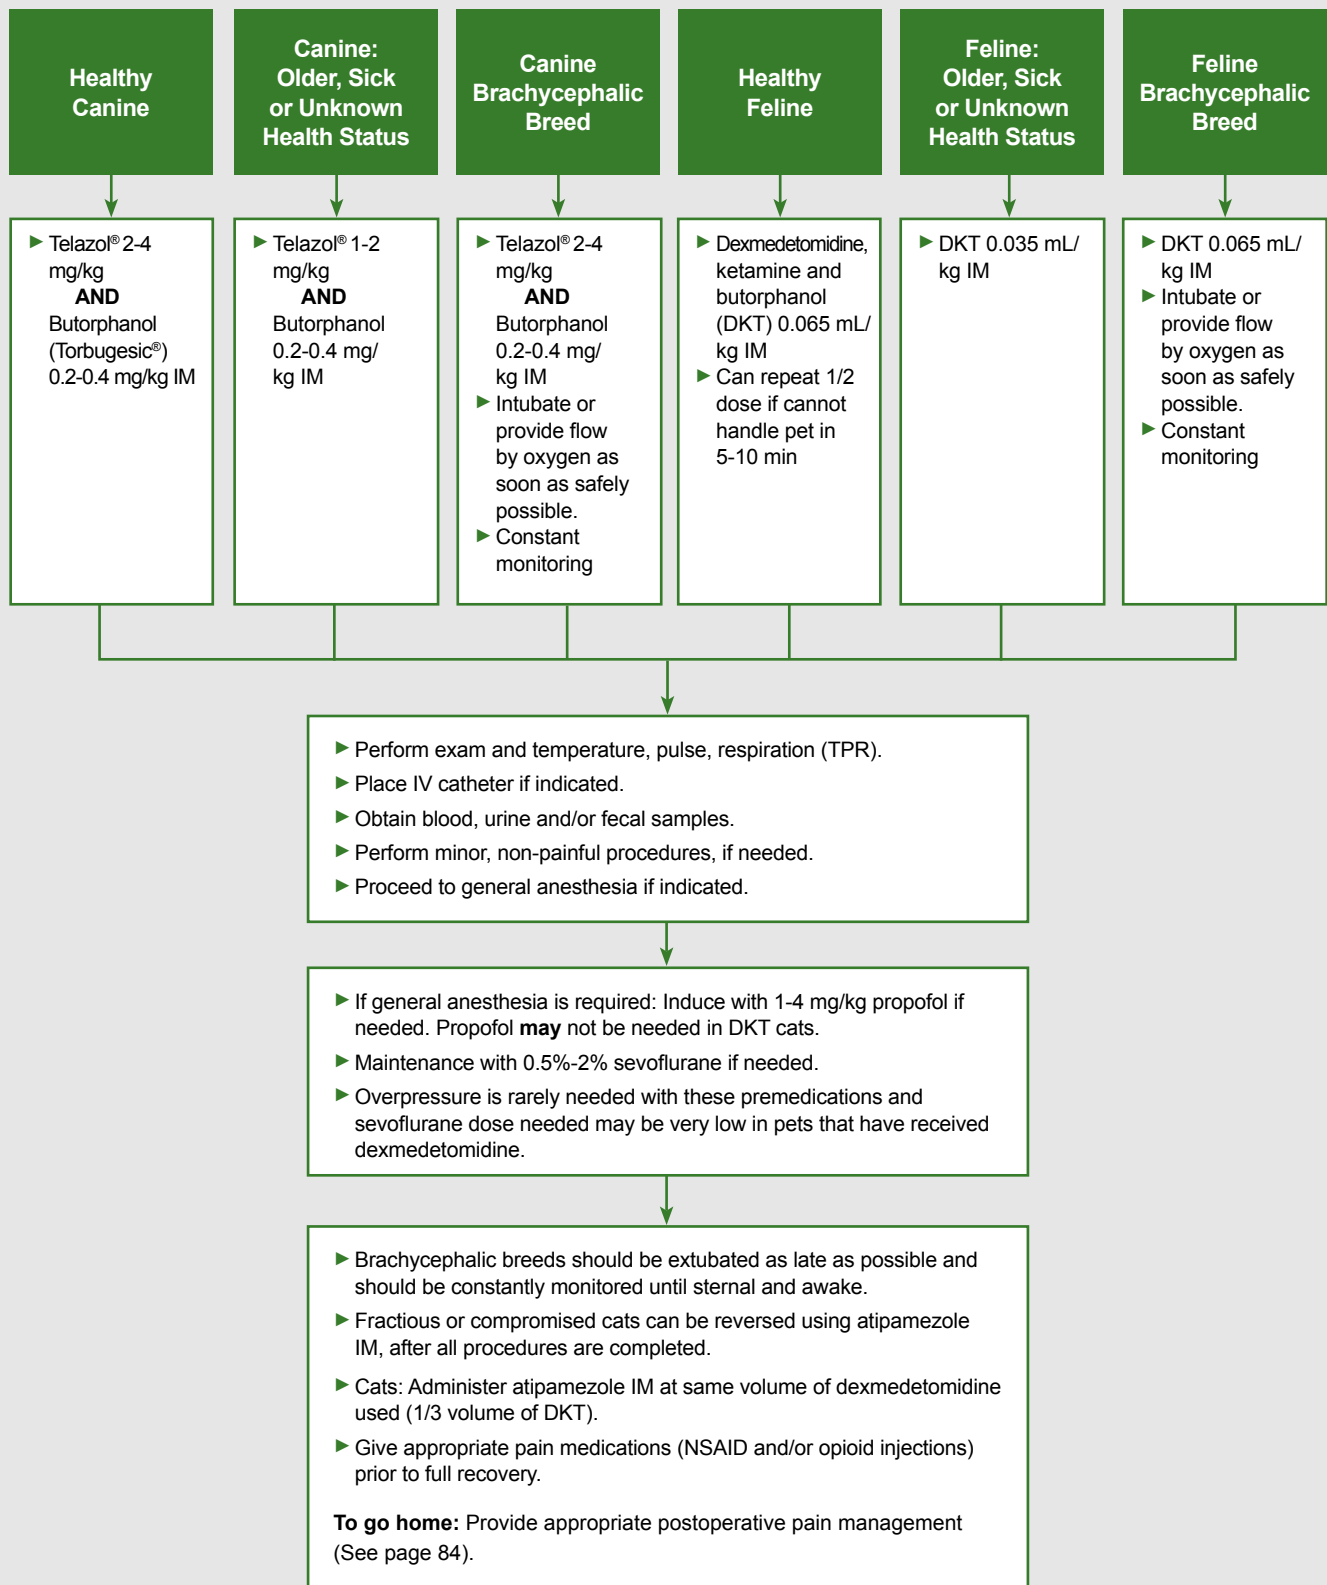 Healthy
Canine
Canine:
Older, Sick
or Unknown
Health Status
Canine
Brachycephalic
Breed
Healthy
Feline
Feline:
Older, Sick
or Unknown
Health Status
Feline
Brachycephalic
Breed
► Telazol® 2-4
mg/kg
AND
Butorphanol
(Torbugesic®)
0.2-0.4 mg/kg IM
► Telazol® 1-2
mg/kg
AND
Butorphanol
0.2-0.4 mg/
kg IM
► Telazol® 2-4
mg/kg
AND
Butorphanol
0.2-0.4 mg/
kg IM
► Intubate or
provide flow
by oxygen as
soon as safely
possible.
► Constant
monitoring
► Dexmedetomidine,
ketamine and
butorphanol
(DKT) 0.065 mL/
kg IM
► Can repeat 1/2
dose if cannot
handle pet in
5-10 min
► DKT 0.035 mL/
kg IM
► DKT 0.065 mL/
kg IM
► Intubate or
provide flow
by oxygen as
soon as safely
possible.
► Constant
monitoring
► Perform exam and temperature, pulse, respiration (TPR).
► Place IV catheter if indicated.
► Obtain blood, urine and/or fecal samples.
► Perform minor, non-painful procedures, if needed.
► Proceed to general anesthesia if indicated.
► If general anesthesia is required: Induce with 1-4 mg/kg propofol if
needed. Propofol may not be needed in DKT cats.
► Maintenance with 0.5%-2% sevoflurane if needed.
► Overpressure is rarely needed with these premedications and
sevoflurane dose needed may be very low in pets that have received
dexmedetomidine.
► Brachycephalic breeds should be extubated as late as possible and
should be constantly monitored until sternal and awake.
► Fractious or compromised cats can be reversed using atipamezole
IM, after all procedures are completed.
► Cats: Administer atipamezole IM at same volume of dexmedetomidine
used (1/3 volume of DKT).
► Give appropriate pain medications (NSAID and/or opioid injections)
prior to full recovery.
To go home: Provide appropriate postoperative pain management
(See page 84).